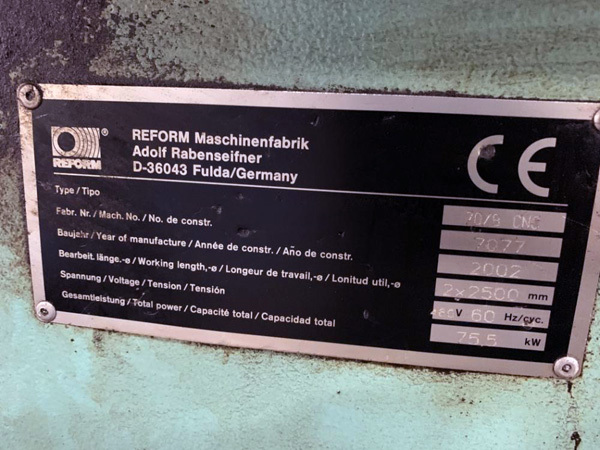 REFORM Maschinenfabrik
Adolf Rabenseifner
D-36043 Fulda/Germany
REFORM ®
CE
Type / Tipo 70/9 CNC
Fabr. Nr. / Mach. No. / No. de constr. 7077
Baujahr / Year of manufacture / Année de constr. / Año de constr. 2002
Bearbeit. länge.-ø / Working length,-ø / Longeur de travail,-ø / Lonitud util,-ø 2x2500 mm
Spannung / Voltage / Tension / Tensión 480 V 60 Hz/cyc.
Gesamtleistung / Total power / Capacité total / Capacidad total 75.5 kW